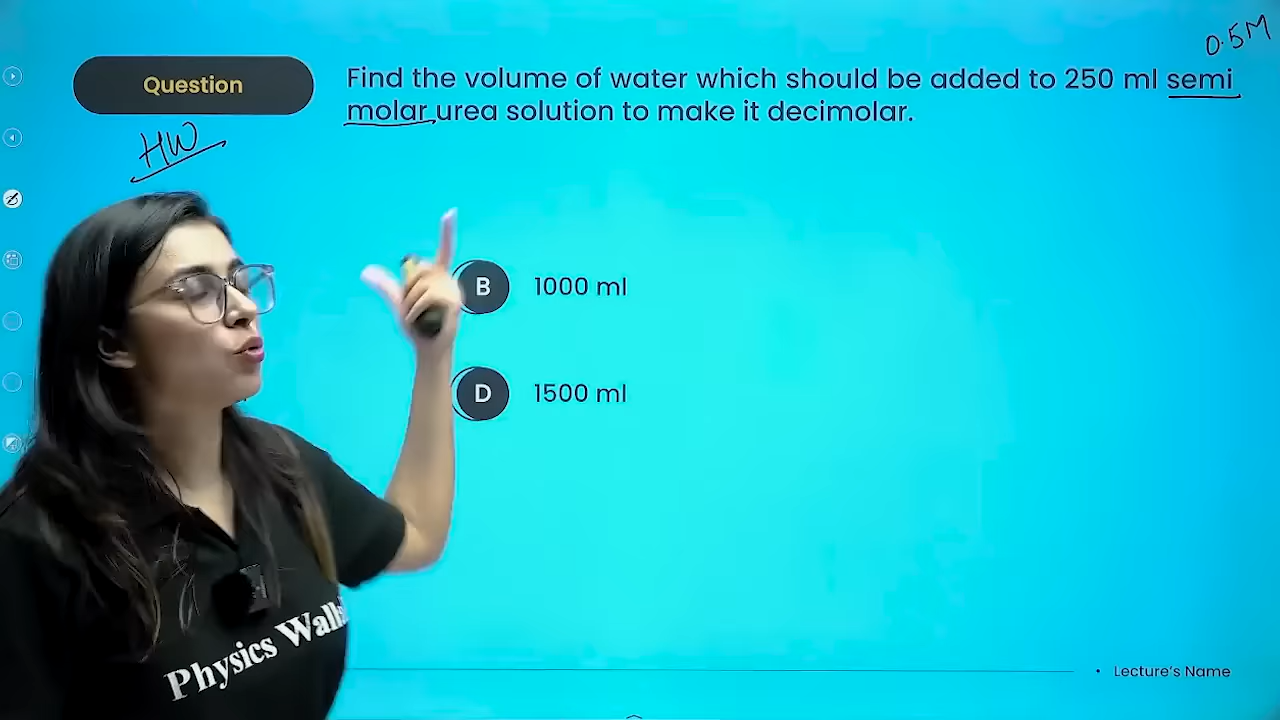 0.5M
Question
Find the volume of water which should be added to 250 ml semi
molar urea solution to make it decimolar.
HW
B 1000 ml
D 1500 ml
Physics
Lecture's Name